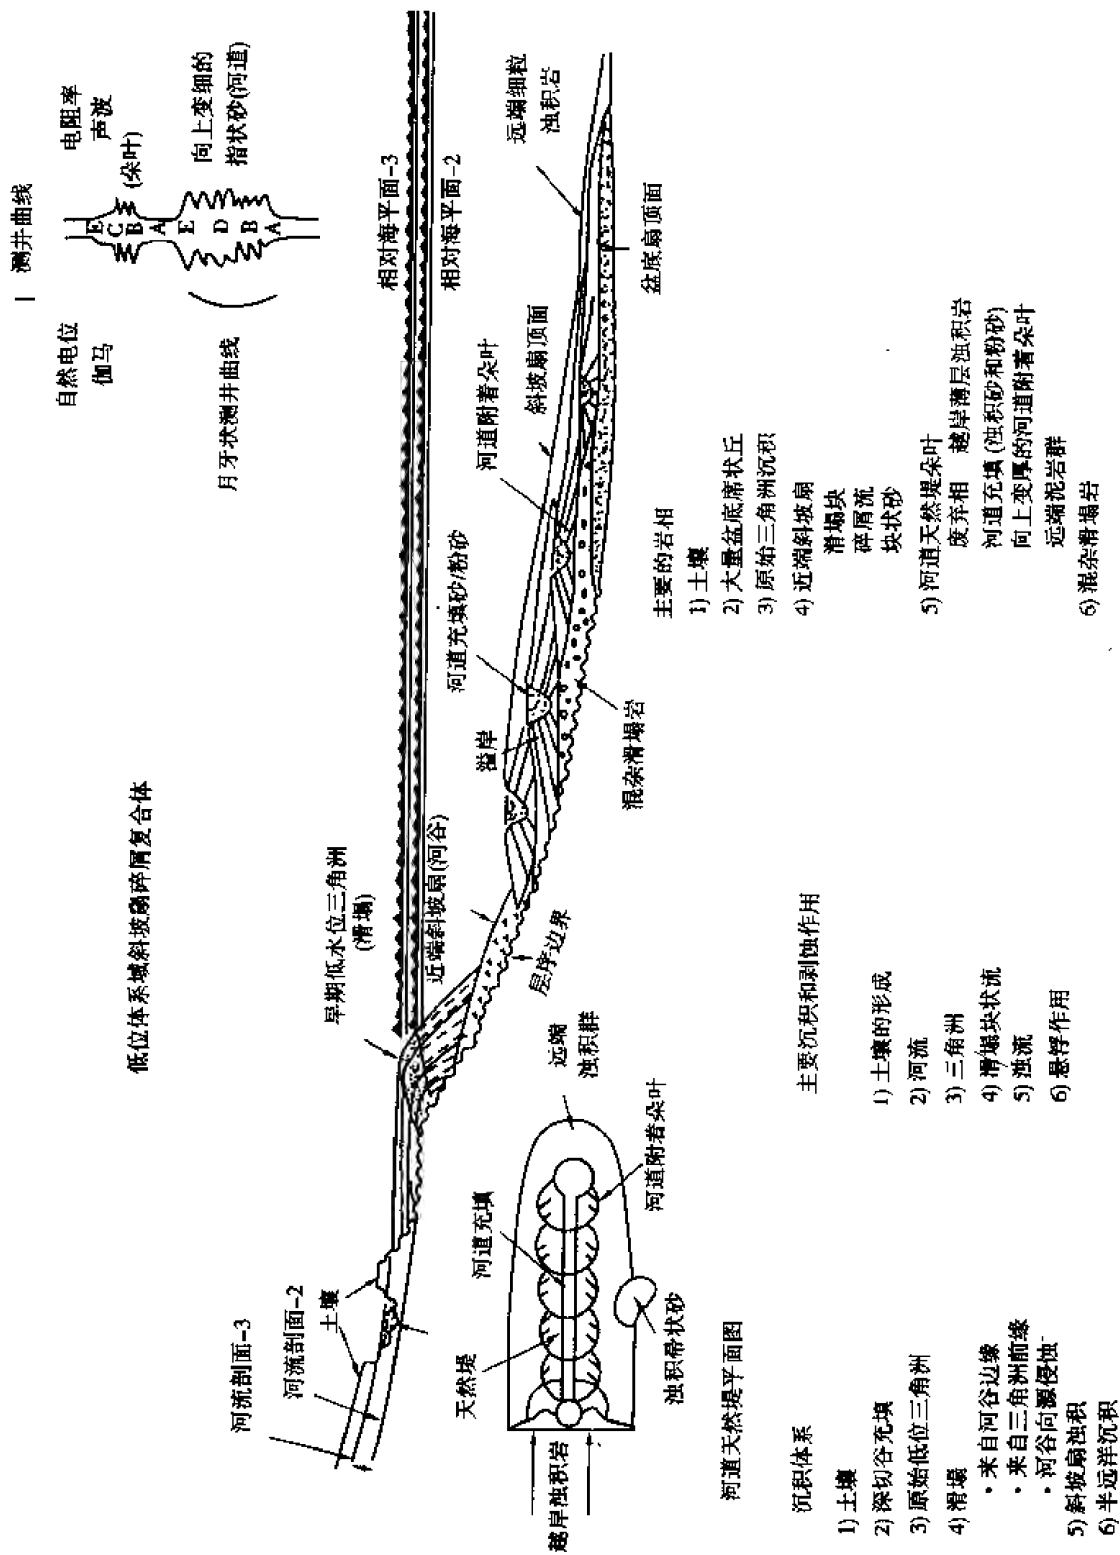 低位体系域斜坡扇碎屑复合体
测井曲线
自然电位
伽马
电阻率
声波
(朵叶)
E
C
B
A
E
D
B
A
向上变细的
指状砂(河道)
月牙状测井曲线
河流剖面-3
河流剖面-2
土壤
早期低水位三角洲
(滑塌)
相对海平面-3
相对海平面-2
近端斜坡扇(河谷)
层序边界
溢岸
河道充填砂/粉砂
河道附着朵叶
斜坡扇顶面
远端细粒
浊积岩
混杂滑塌岩
盆底扇顶面
越岸浊积岩
天然堤
河道充填
远端
浊积群
河道附着朵叶
浊积带状砂
河道天然堤平面图
沉积体系
1) 土壤
2) 深切谷充填
3) 原始低位三角洲
4) 滑塌
· 来自河谷边缘
· 来自三角洲前缘
· 河谷向源侵蚀
5) 斜坡扇浊积
6) 半远洋沉积
主要沉积和剥蚀作用
1) 土壤的形成
2) 河流
3) 三角洲
4) 滑塌块状流
5) 浊流
6) 悬浮作用
主要的岩相
1) 土壤
2) 大量盆底席状丘
3) 原始三角洲沉积
4) 近端斜坡扇
滑塌块
碎屑流
块状砂
5) 河道天然堤朵叶
废弃相 越岸薄层浊积岩
河道充填 (浊积砂和粉砂)
向上变厚的河道附着朵叶
远端泥岩群
6) 混杂滑塌岩